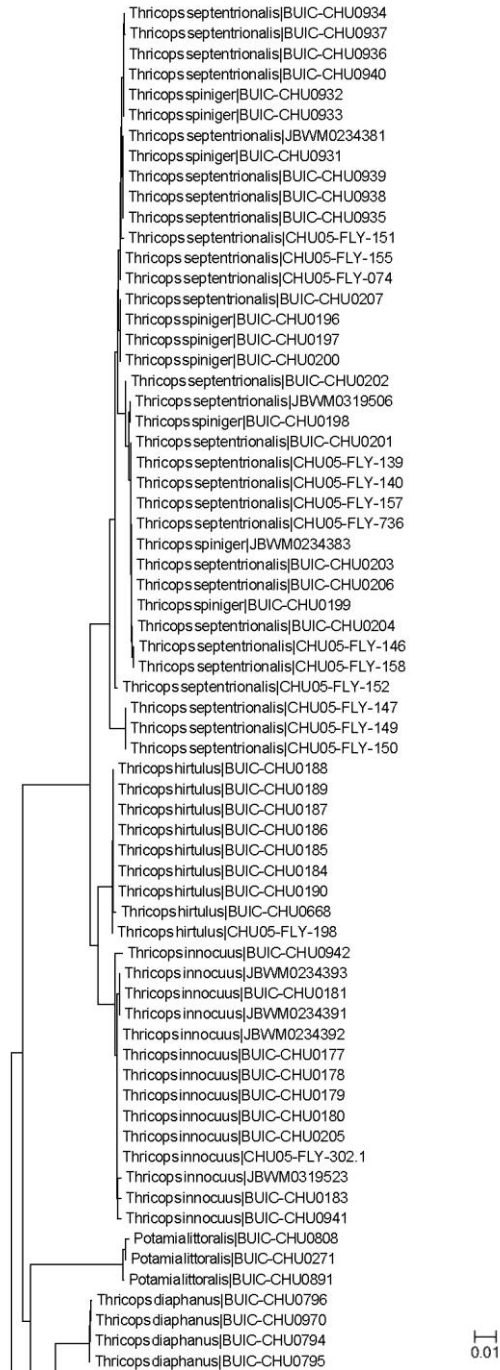 Thricops septentrionalis|BUIC-CHU0934
Thricops septentrionalis|BUIC-CHU0937
Thricops septentrionalis|BUIC-CHU0936
Thricops septentrionalis|BUIC-CHU0940
Thricops spiniger|BUIC-CHU0932
Thricops spiniger|BUIC-CHU0933
Thricops septentrionalis|JBWM0234381
Thricops spiniger|BUIC-CHU0931
Thricops septentrionalis|BUIC-CHU0939
Thricops septentrionalis|BUIC-CHU0938
Thricops septentrionalis|BUIC-CHU0935
Thricops septentrionalis|CHU05-FLY-151
Thricops septentrionalis|CHU05-FLY-155
Thricops septentrionalis|CHU05-FLY-074
Thricops septentrionalis|BUIC-CHU0207
Thricops spiniger|BUIC-CHU0196
Thricops spiniger|BUIC-CHU0197
Thricops spiniger|BUIC-CHU0200
Thricops septentrionalis|BUIC-CHU0202
Thricops septentrionalis|JBWM0319506
Thricops spiniger|BUIC-CHU0198
Thricops septentrionalis|BUIC-CHU0201
Thricops septentrionalis|CHU05-FLY-139
Thricops septentrionalis|CHU05-FLY-140
Thricops septentrionalis|CHU05-FLY-157
Thricops septentrionalis|CHU05-FLY-736
Thricops spiniger|JBWM0234383
Thricops septentrionalis|BUIC-CHU0203
Thricops septentrionalis|BUIC-CHU0206
Thricops spiniger|BUIC-CHU0199
Thricops septentrionalis|BUIC-CHU0204
Thricops septentrionalis|CHU05-FLY-146
Thricops septentrionalis|CHU05-FLY-158
Thricops septentrionalis|CHU05-FLY-152
Thricops septentrionalis|CHU05-FLY-147
Thricops septentrionalis|CHU05-FLY-149
Thricops septentrionalis|CHU05-FLY-150
Thricops hirtulus|BUIC-CHU0188
Thricops hirtulus|BUIC-CHU0189
Thricops hirtulus|BUIC-CHU0187
Thricops hirtulus|BUIC-CHU0186
Thricops hirtulus|BUIC-CHU0185
Thricops hirtulus|BUIC-CHU0184
Thricops hirtulus|BUIC-CHU0190
Thricops hirtulus|BUIC-CHU0668
Thricops hirtulus|CHU05-FLY-198
Thricops innocuus|BUIC-CHU0942
Thricops innocuus|JBWM0234393
Thricops innocuus|BUIC-CHU0181
Thricops innocuus|JBWM0234391
Thricops innocuus|JBWM0234392
Thricops innocuus|BUIC-CHU0177
Thricops innocuus|BUIC-CHU0178
Thricops innocuus|BUIC-CHU0179
Thricops innocuus|BUIC-CHU0180
Thricops innocuus|BUIC-CHU0205
Thricops innocuus|CHU05-FLY-302.1
Thricops innocuus|JBWM0319523
Thricops innocuus|BUIC-CHU0183
Thricops innocuus|BUIC-CHU0941
Potamia littoralis|BUIC-CHU0808
Potamia littoralis|BUIC-CHU0271
Potamia littoralis|BUIC-CHU0891
Thricops diaphanus|BUIC-CHU0796
Thricops diaphanus|BUIC-CHU0970
Thricops diaphanus|BUIC-CHU0794
Thricops diaphanus|BUIC-CHU0795
0.01